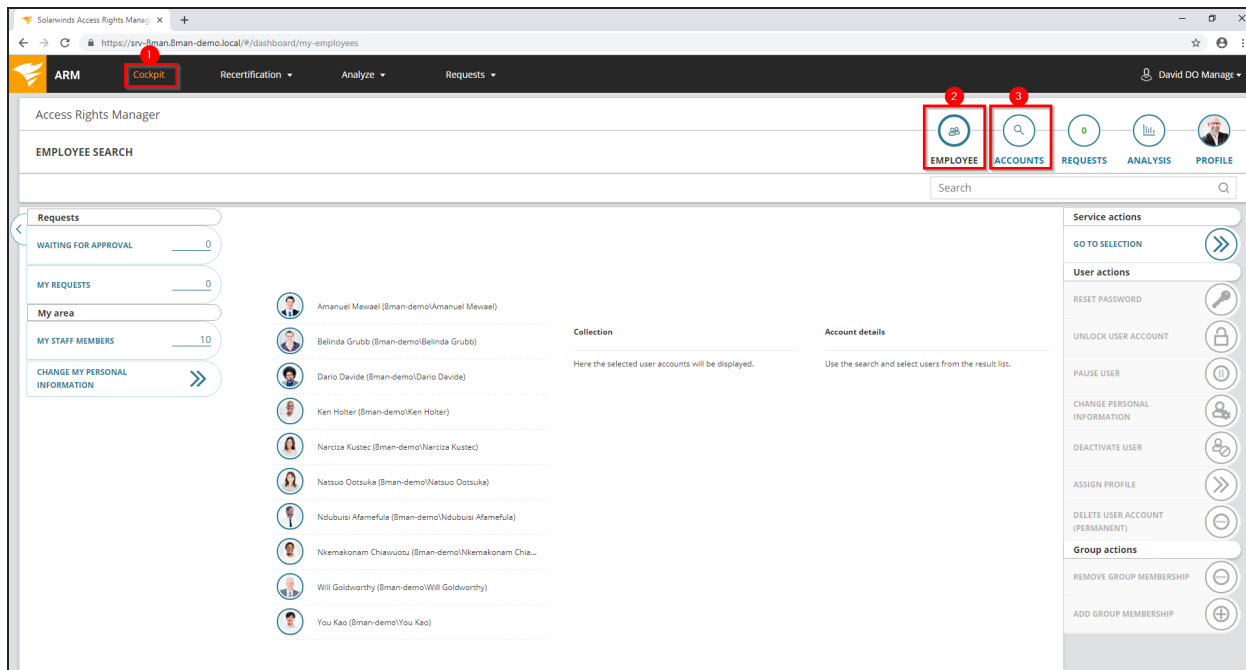 Solarwinds Access Rights Manag
https://srv-8man.8man-demo.local/#/dashboard/my-employees
1
ARM
Cockpit
Recertification
Analyze
Requests
David DO Manage
Access Rights Manager
2
3
0
EMPLOYEE SEARCH
EMPLOYEE
ACCOUNTS
REQUESTS
ANALYSIS
PROFILE
Search
Requests
WAITING FOR APPROVAL
0
MY REQUESTS
0
My area
MY STAFF MEMBERS
10
CHANGE MY PERSONAL
INFORMATION
Amanuel Mewael (8man-demo\Amanuel Mewael)
Belinda Grubb (8man-demo\Belinda Grubb)
Dario Davide (8man-demo\Dario Davide)
Ken Holter (8man-demo\Ken Holter)
Narciza Kustec (8man-demo\Narciza Kustec)
Natsuo Ootsuka (8man-demo\Natsuo Ootsuka)
Ndubuisi Afamefula (8man-demo\Ndubuisi Afamefula)
Nkemakonam Chiawuotu (8man-demo\Nkemakonam Chia...
Will Goldworthy (8man-demo\Will Goldworthy)
You Kao (8man-demo\You Kao)
Collection
Here the selected user accounts will be displayed.
Account details
Use the search and select users from the result list.
Service actions
GO TO SELECTION
User actions
RESET PASSWORD
UNLOCK USER ACCOUNT
PAUSE USER
CHANGE PERSONAL
INFORMATION
DEACTIVATE USER
ASSIGN PROFILE
DELETE USER ACCOUNT
(PERMANENT)
Group actions
REMOVE GROUP MEMBERSHIP
ADD GROUP MEMBERSHIP